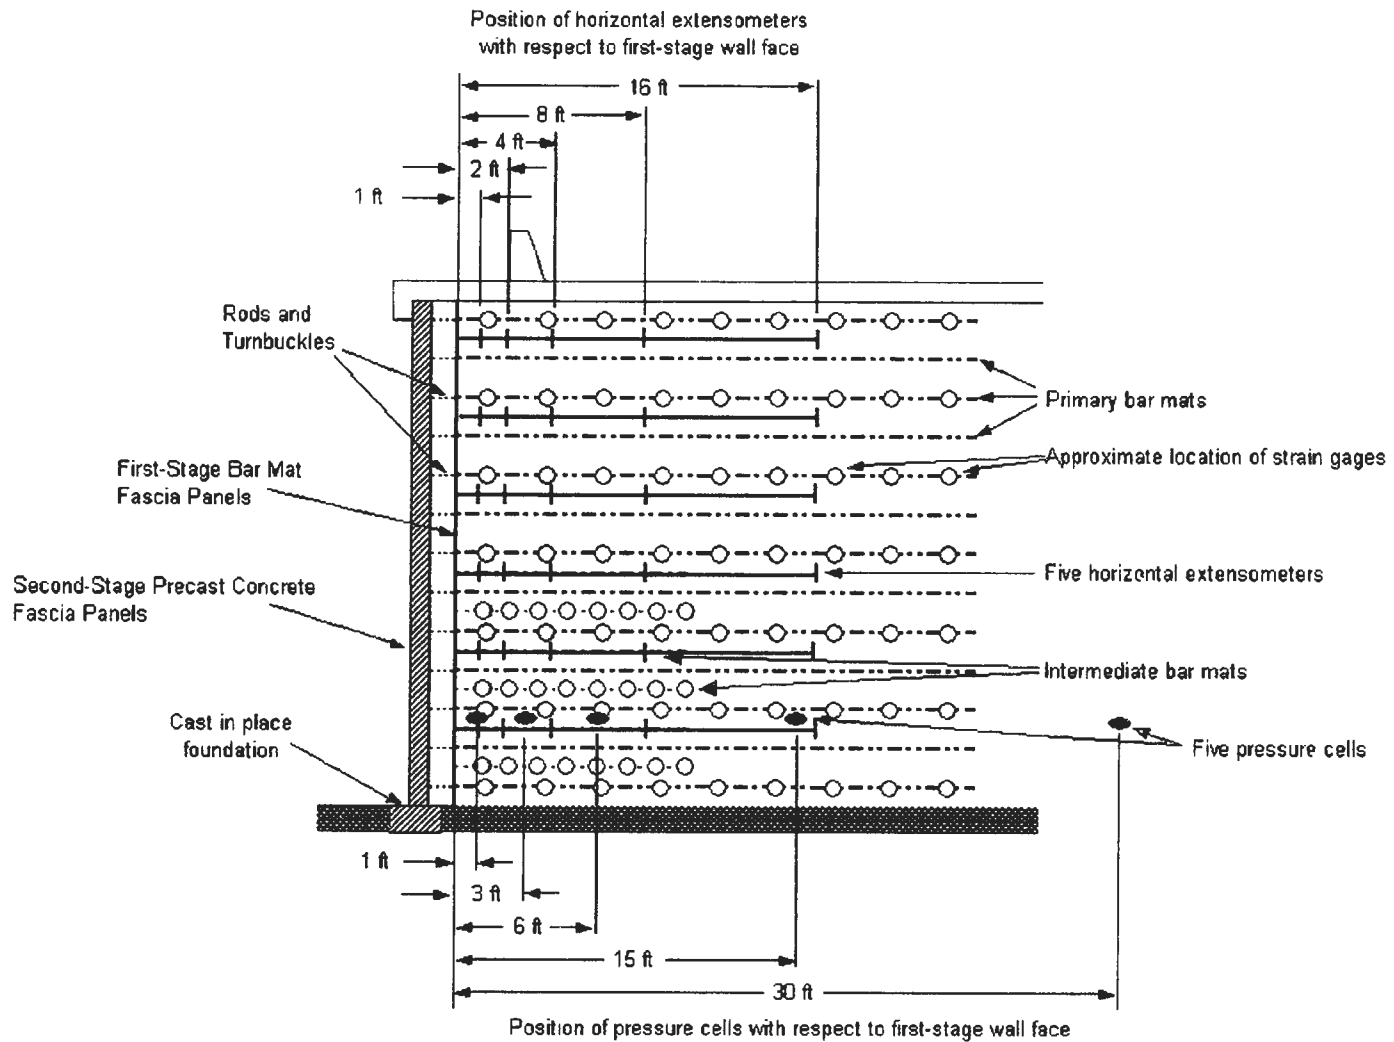 Position of horizontal extensometers
with respect to first-stage wall face
16 ft
8 ft
4 ft
2 ft
1 ft
Rods and
Turnbuckles
Primary bar mats
Approximate location of strain gages
First-Stage Bar Mat
Fascia Panels
Five horizontal extensometers
Second-Stage Precast Concrete
Fascia Panels
Intermediate bar mats
Cast in place
foundation
Five pressure cells
1 ft
3 ft
6 ft
15 ft
30 ft
Position of pressure cells with respect to first-stage wall face